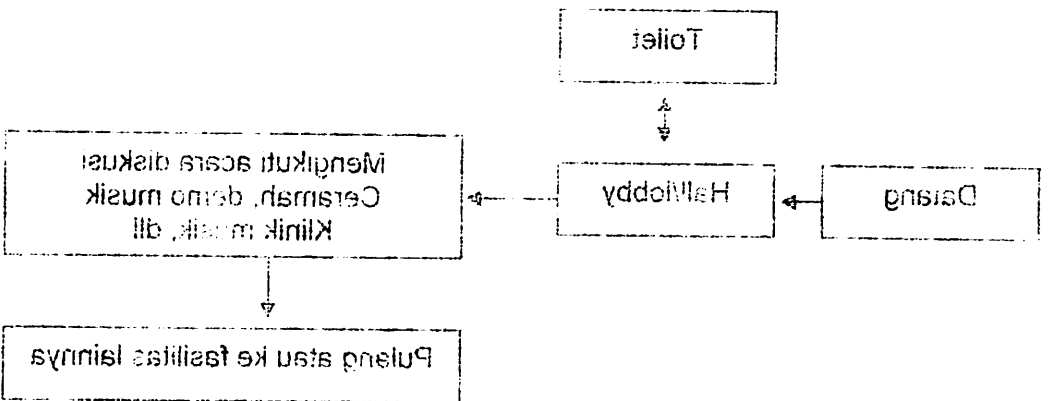 Toilet
Datang
Hall/lobby
Mengikuti acara diskusi
Ceramah, demo musik
Klinik musik, dll
Pulang atau ke fasilitas lainnya